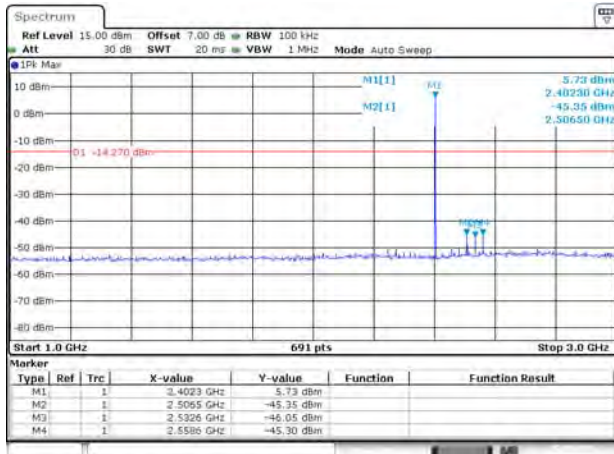 Spectrum
Ref Level 15.00 dBm Offset 7.00 dB RBW 100 kHz
Att 30 dB SWT 20 ms VBW 1 MHz Mode Auto Sweep
1Pk Max
M1[1] 5.73 dBm
2.40230 GHz
M2[1] -45.35 dBm
2.50650 GHz
M1
10 dBm
0 dBm
-10 dBm
D1 -14.270 dBm
-20 dBm
-30 dBm
-40 dBm
-50 dBm
-60 dBm
-70 dBm
-80 dBm
Start 1.0 GHz 691 pts Stop 3.0 GHz
Marker
Type Ref Trc X-value Y-value Function Function Result
M1 1 2.4023 GHz 5.73 dBm
M2 1 2.5065 GHz -45.35 dBm
M3 1 2.5326 GHz -46.05 dBm
M4 1 2.5586 GHz -45.30 dBm